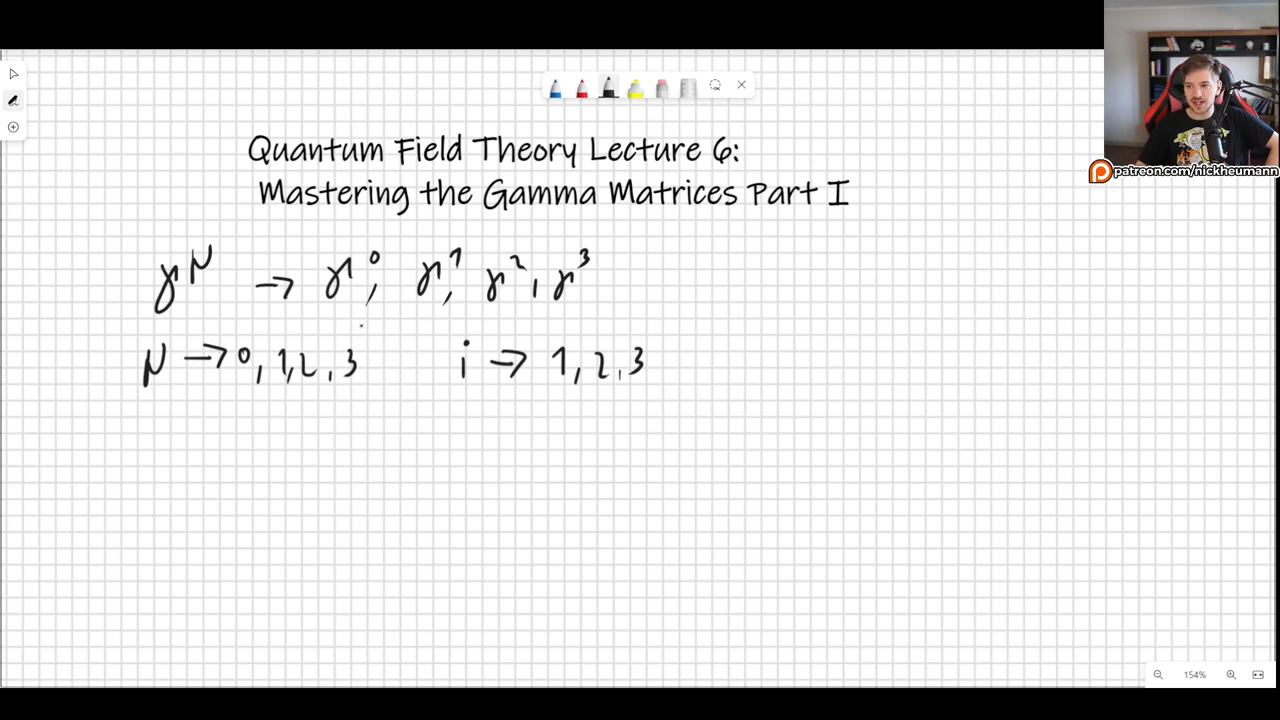 patreon.com/nickheumann
Quantum Field Theory Lecture 6:
Mastering the Gamma Matrices Part I
γ^μ → γ^0, γ^1, γ^2, γ^3
μ → 0, 1, 2, 3 i → 1, 2, 3
154%